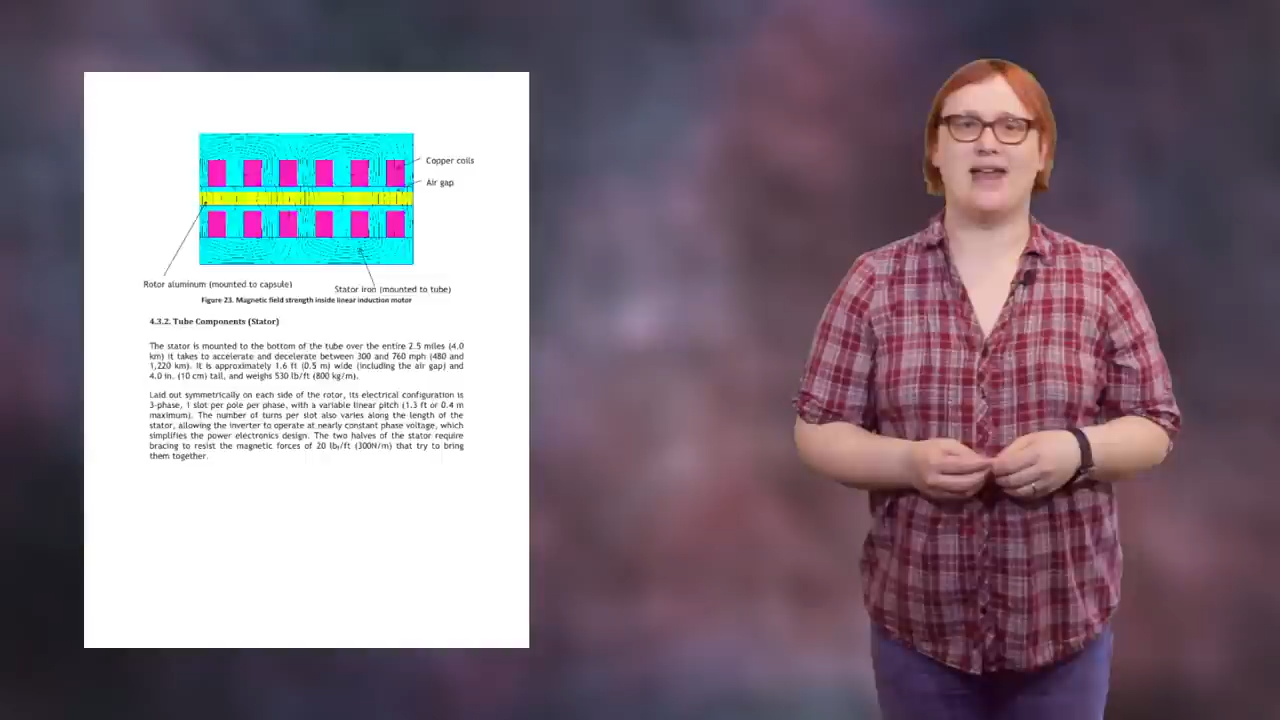 Copper coils
Air gap
Rotor aluminum (mounted to capsule)
Stator iron (mounted to tube)
Figure 23. Magnetic field strength inside linear induction motor
4.3.2. Tube Components (Stator)
The stator is mounted to the bottom of the tube over the entire 2.5 miles (4.0
km) it takes to accelerate and decelerate between 300 and 760 mph (480 and
1,220 km). It is approximately 1.6 ft (0.5 m) wide (including the air gap) and
4.0 in. (10 cm) tall, and weighs 530 lb/ft (800 kg/m).
Laid out symmetrically on each side of the rotor, its electrical configuration is
3-phase, 1 slot per pole per phase, with a variable linear pitch (1.3 ft or 0.4 m
maximum). The number of turns per slot also varies along the length of the
stator, allowing the inverter to operate at nearly constant phase voltage, which
simplifies the power electronics design. The two halves of the stator require
bracing to resist the magnetic forces of 20 lbf/ft (300N/m) that try to bring
them together.